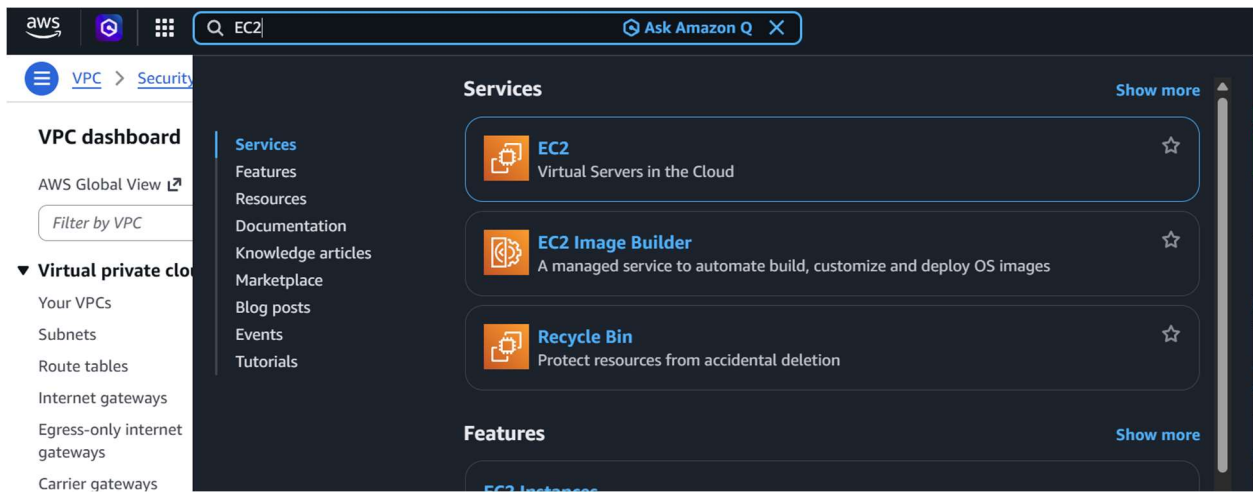 aws
EC2
Ask Amazon Q
VPC > Security
VPC dashboard
AWS Global View
Filter by VPC
Virtual private clo
Your VPCs
Subnets
Route tables
Internet gateways
Egress-only internet
gateways
Carrier gateways
Services
Features
Resources
Documentation
Knowledge articles
Marketplace
Blog posts
Events
Tutorials
Services
Show more
EC2
Virtual Servers in the Cloud
EC2 Image Builder
A managed service to automate build, customize and deploy OS images
Recycle Bin
Protect resources from accidental deletion
Features
Show more
EC2 Instances